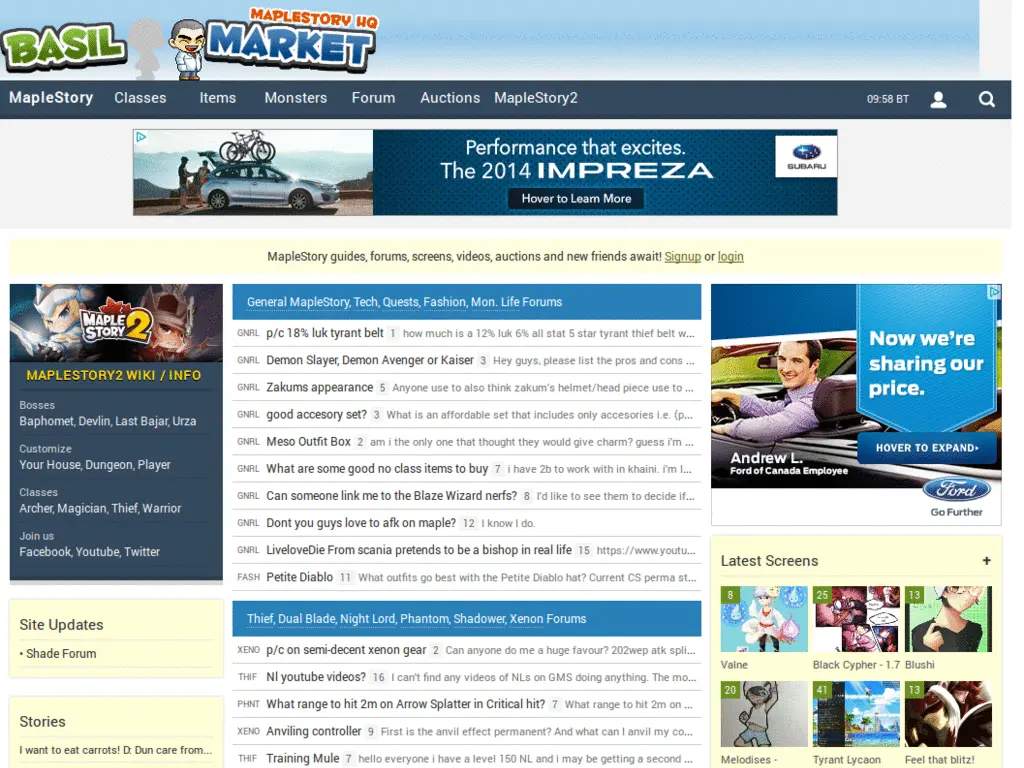 MAPLESTORY HQ
BASIL MARKET
MapleStory Classes Items Monsters Forum Auctions MapleStory2 09:58 BT
Performance that excites.
The 2014 IMPREZA
Hover to Learn More
SUBARU
MapleStory guides, forums, screens, videos, auctions and new friends await! Signup or login
MAPLE STORY 2
MAPLESTORY2 WIKI / INFO
Bosses
Baphomet, Devlin, Last Bajar, Urza
Customize
Your House, Dungeon, Player
Classes
Archer, Magician, Thief, Warrior
Join us
Facebook, Youtube, Twitter
Site Updates
• Shade Forum
Stories
I want to eat carrots! D: Dun care from...
General MapleStory, Tech, Quests, Fashion, Mon. Life Forums
GNRL p/c 18% luk tyrant belt 1 how much is a 12% luk 6% all stat 5 star tyrant thief belt w...
GNRL Demon Slayer, Demon Avenger or Kaiser 3 Hey guys, please list the pros and cons ...
GNRL Zakums appearance 5 Anyone use to also think zakum's helmet/head piece use to ...
GNRL good accesory set? 3 What is an affordable set that includes only accesories i.e. (p...
GNRL Meso Outfit Box 2 am i the only one that thought they would give charm? guess i'm ...
GNRL What are some good no class items to buy 7 i have 2b to work with in khaini. i'm l...
GNRL Can someone link me to the Blaze Wizard nerfs? 8 I'd like to see them to decide if...
GNRL Dont you guys love to afk on maple? 12 I know I do.
GNRL LiveloveDie From scania pretends to be a bishop in real life 15 https://www.youtu...
FASH Petite Diablo 11 What outfits go best with the Petite Diablo hat? Current CS perma st...
Thief, Dual Blade, Night Lord, Phantom, Shadower, Xenon Forums
XENO p/c on semi-decent xenon gear 2 Can anyone do me a huge favour? 202wep atk spli...
THIF Nl youtube videos? 16 I can't find any videos of NLs on GMS doing anything. The mo...
PHNT What range to hit 2m on Arrow Splatter in Critical hit? 7 What range to hit 2m on ...
XENO Anviling controller 9 First is the anvil effect permanent? And what can I anvil my co...
THIF Training Mule 7 hello everyone i have a level 150 NL and i may be getting a second ...
Now we're
sharing our
price.
HOVER TO EXPAND
Andrew L.
Ford of Canada Employee
Ford
Go Further
Latest Screens +
8 25 13
Valne Black Cypher - 1.7 Blushi
20 41 13
Melodises - Tyrant Lycaon Feel that blitz!